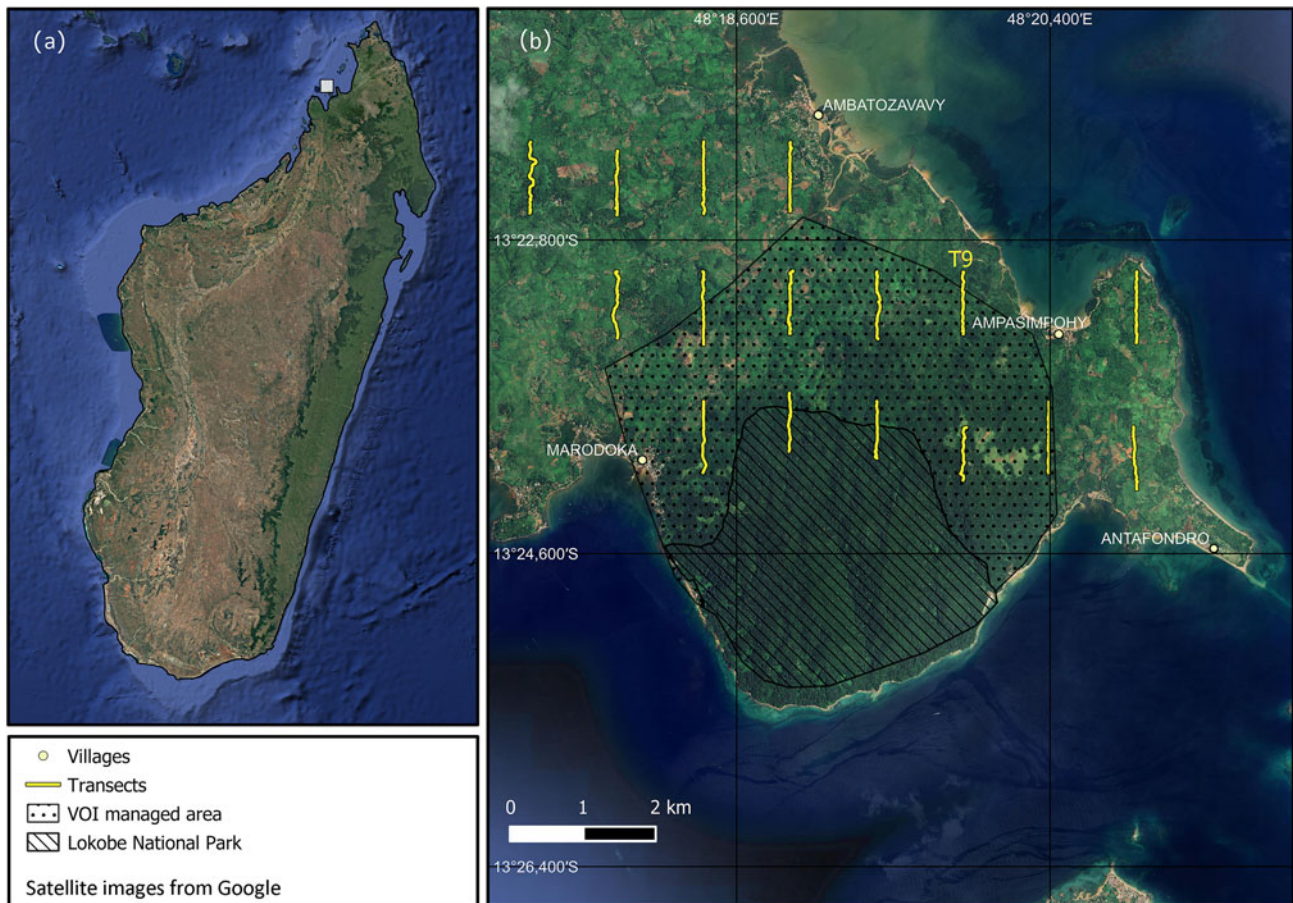 (a)
Villages
Transects
VOI managed area
Lokobe National Park
Satellite images from Google
(b)
48°18,600'E
48°20,400'E
AMBATOZAVAVY
13°22,800'S
T9
AMPASIMPOHY
MARODOKA
ANTAFONDRO
13°24,600'S
0 1 2 km
13°26,400'S